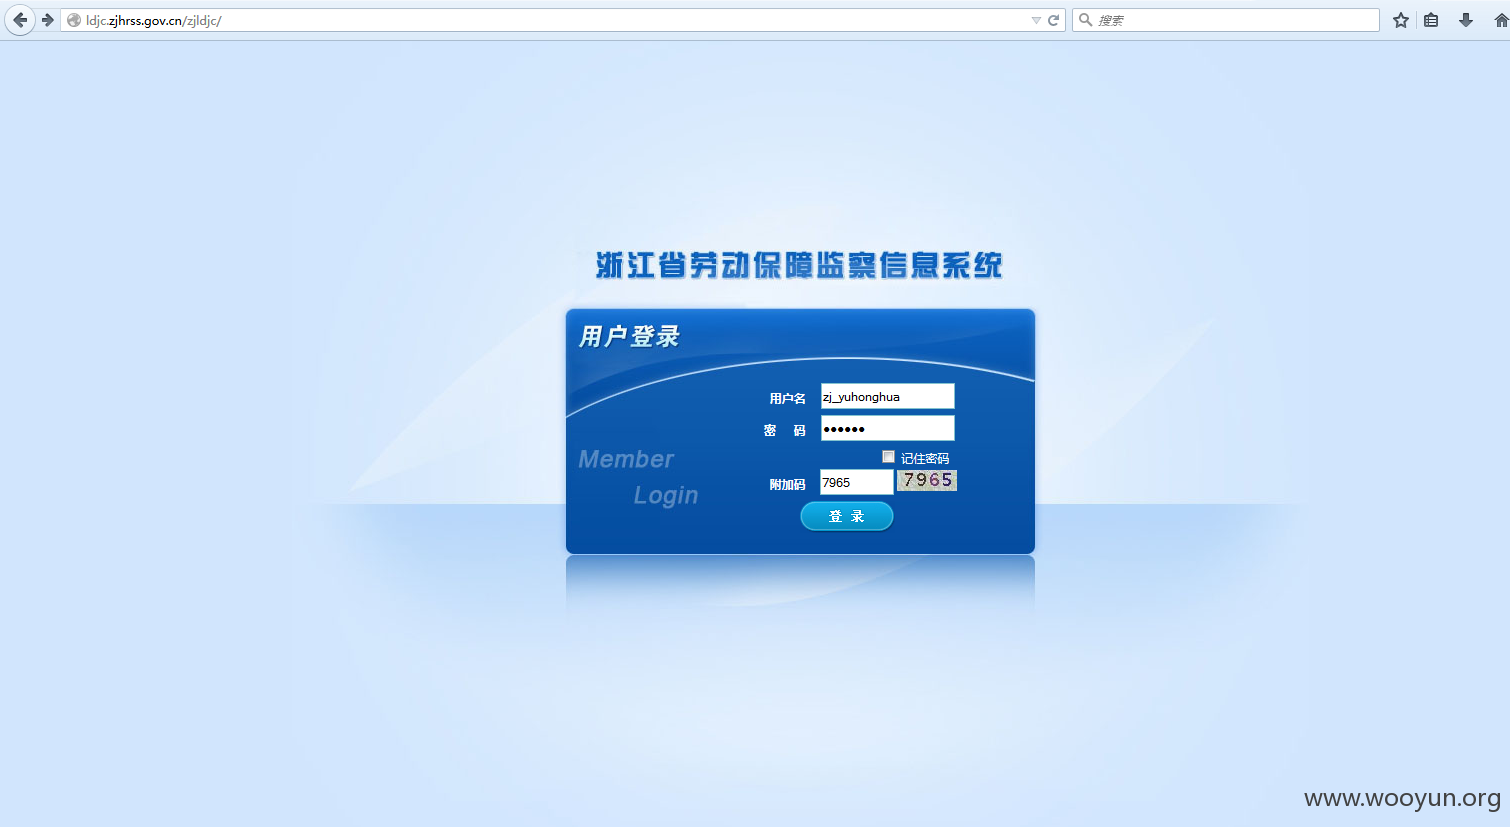 ldjc.zjhrss.gov.cn/zjldjc/
搜索
浙江省劳动保障监察信息系统
用户登录
用户名 zj_yuhonghua
密 码 ●●●●●●
记住密码
Member
Login
附加码 7965 7965
登 录
www.wooyun.org